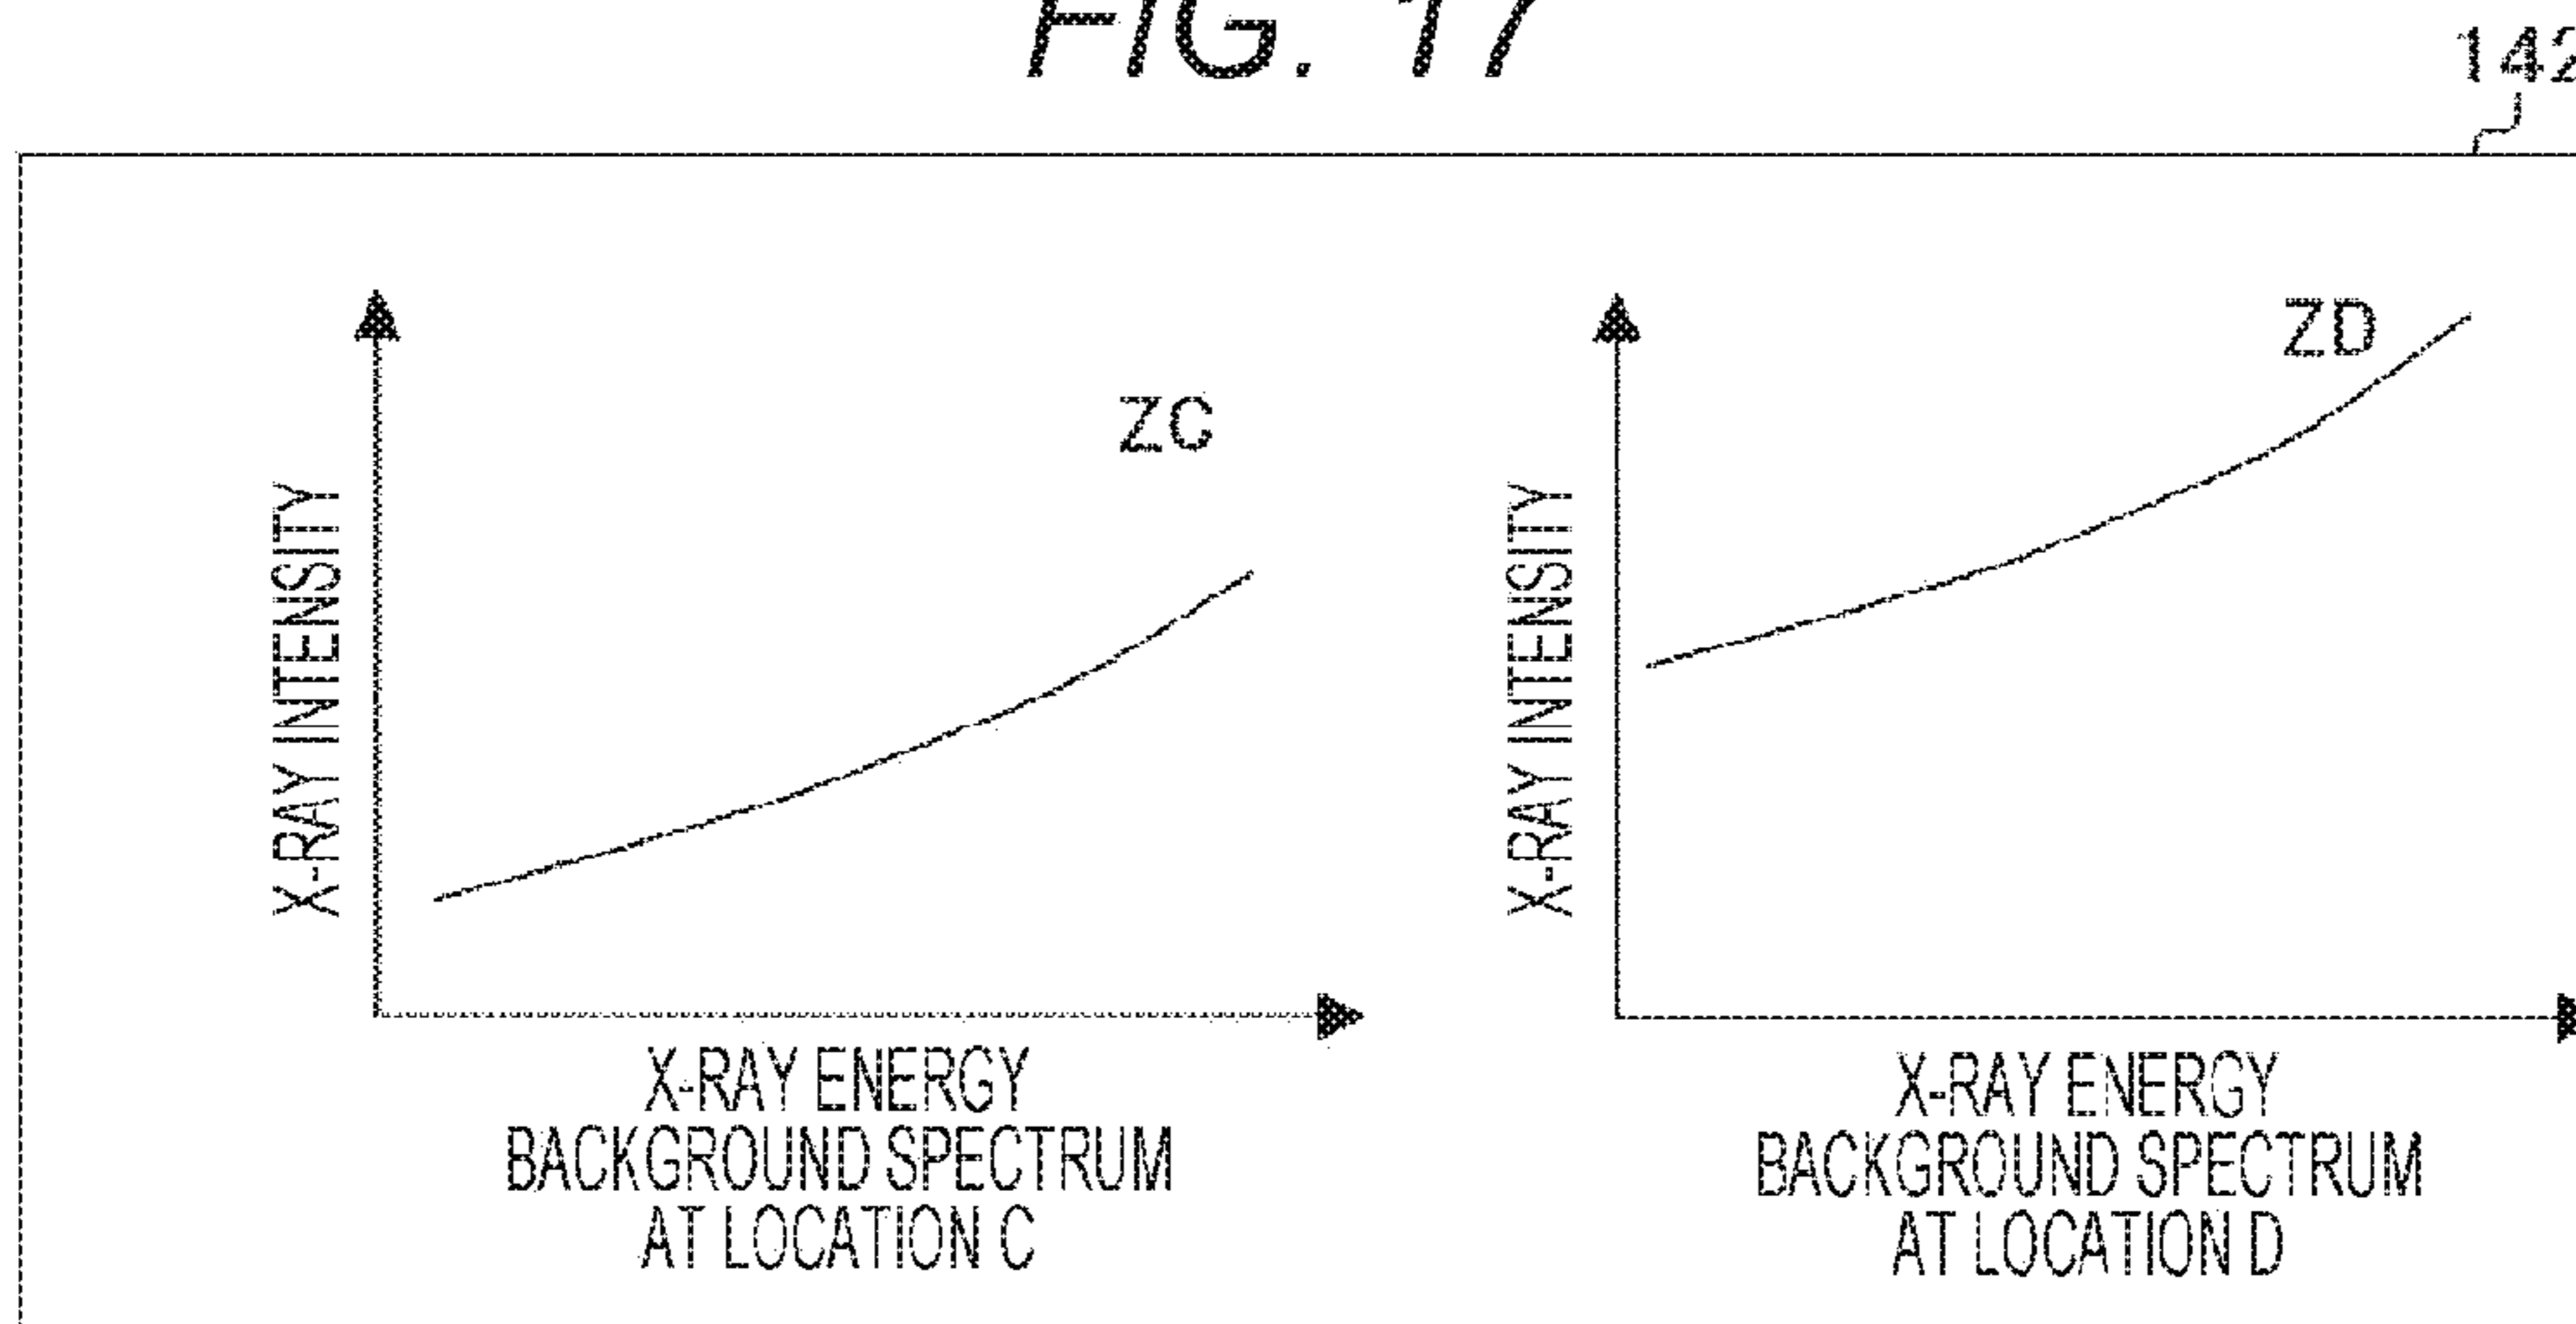 FIG. 17
142
ZC
X-RAY INTENSITY
X-RAY ENERGY
BACKGROUND SPECTRUM
AT LOCATION C
ZD
X-RAY INTENSITY
X-RAY ENERGY
BACKGROUND SPECTRUM
AT LOCATION D